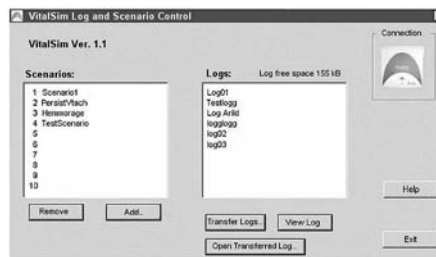 VitalSim Log and Scenario Control
VitalSim Ver. 1.1
Connection
Scenarios:
Logs:
Log free space 155 kB
1 Scenario1
2 PersistVtach
3 Hemmorage
4 TestScenario
5
6
7
8
9
10
Log01
Testlogg
Log Arild
logglogg
log02
log03
Remove
Add..
Transfer Logs..
View Log
Open Transferred Log..
Help
Exit